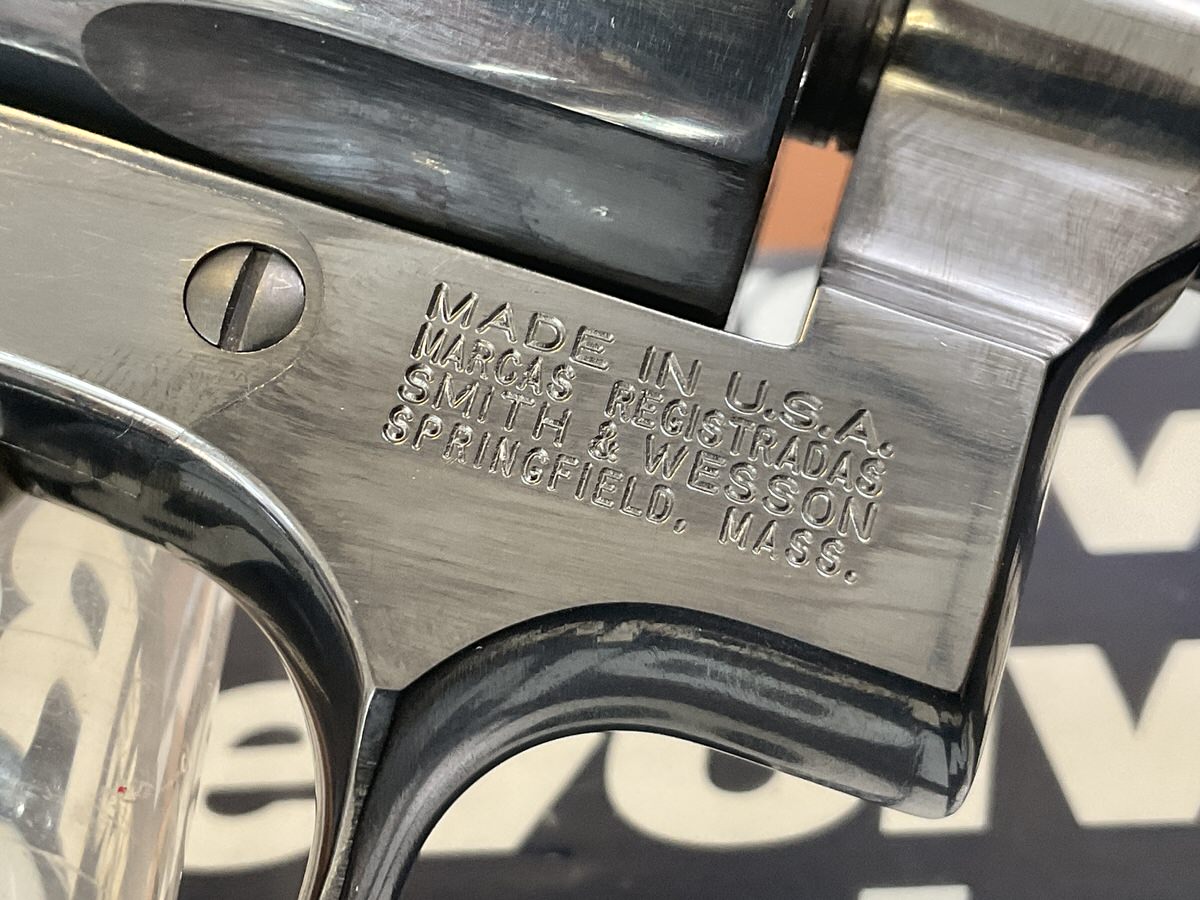 MADE IN U.S.A.
MARCAS REGISTRADAS
SMITH & WESSON
SPRINGFIELD, MASS.